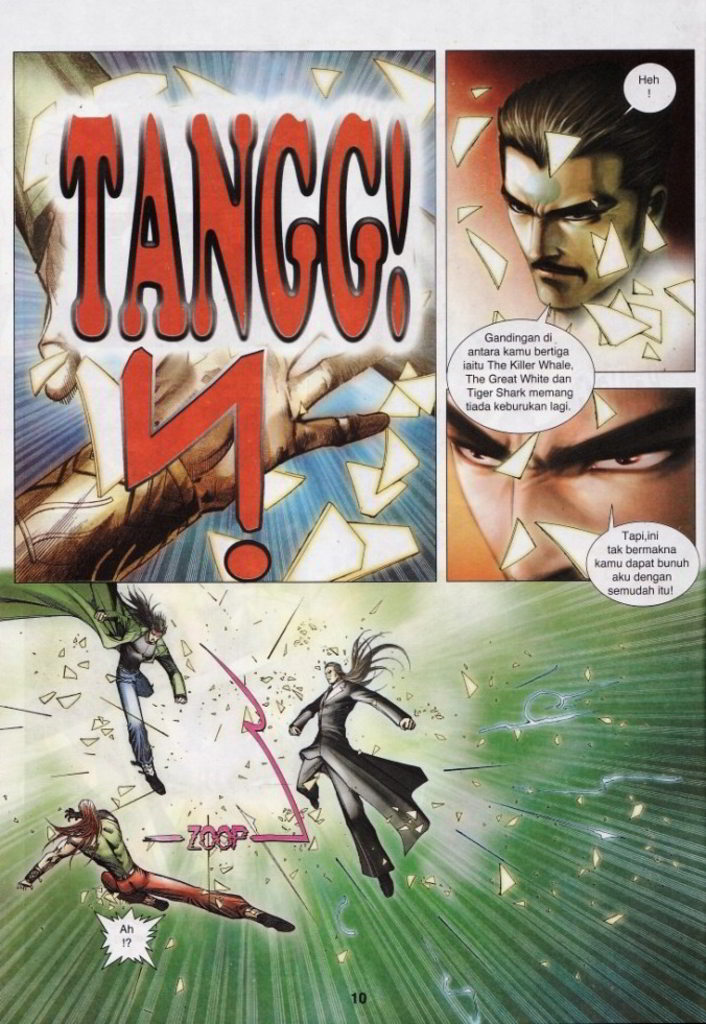 TANGG!
Heh
!
Gandingan di
antara kamu bertiga
iaitu The Killer Whale,
The Great White dan
Tiger Shark memang
tiada keburukan lagi.
Tapi,ini
tak bermakna
kamu dapat bunuh
aku dengan
semudah itu!
ZOOP
Ah
!?
10